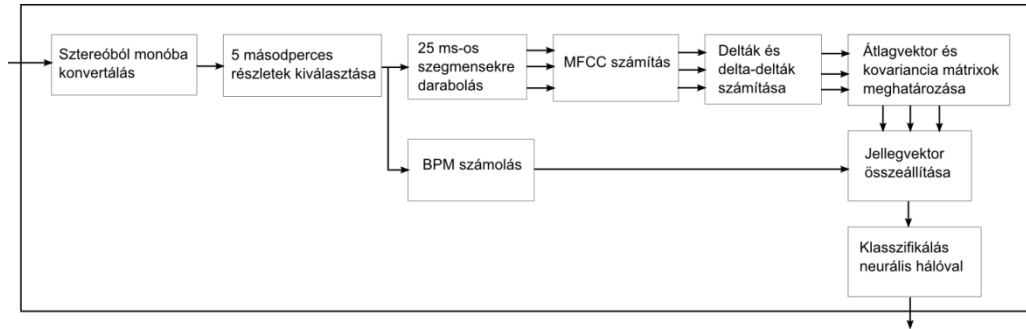 Sztereóból monóba
konvertálás
5 másodperces
részletek kiválasztása
25 ms-os
szegmensekre
darabolás
MFCC számítás
Delták és
delta-delták
számítása
Átlagvektor és
kovariancia mátrixok
meghatározása
BPM számolás
Jellegvektor
összeállítása
Klasszifikálás
neurális hálóval